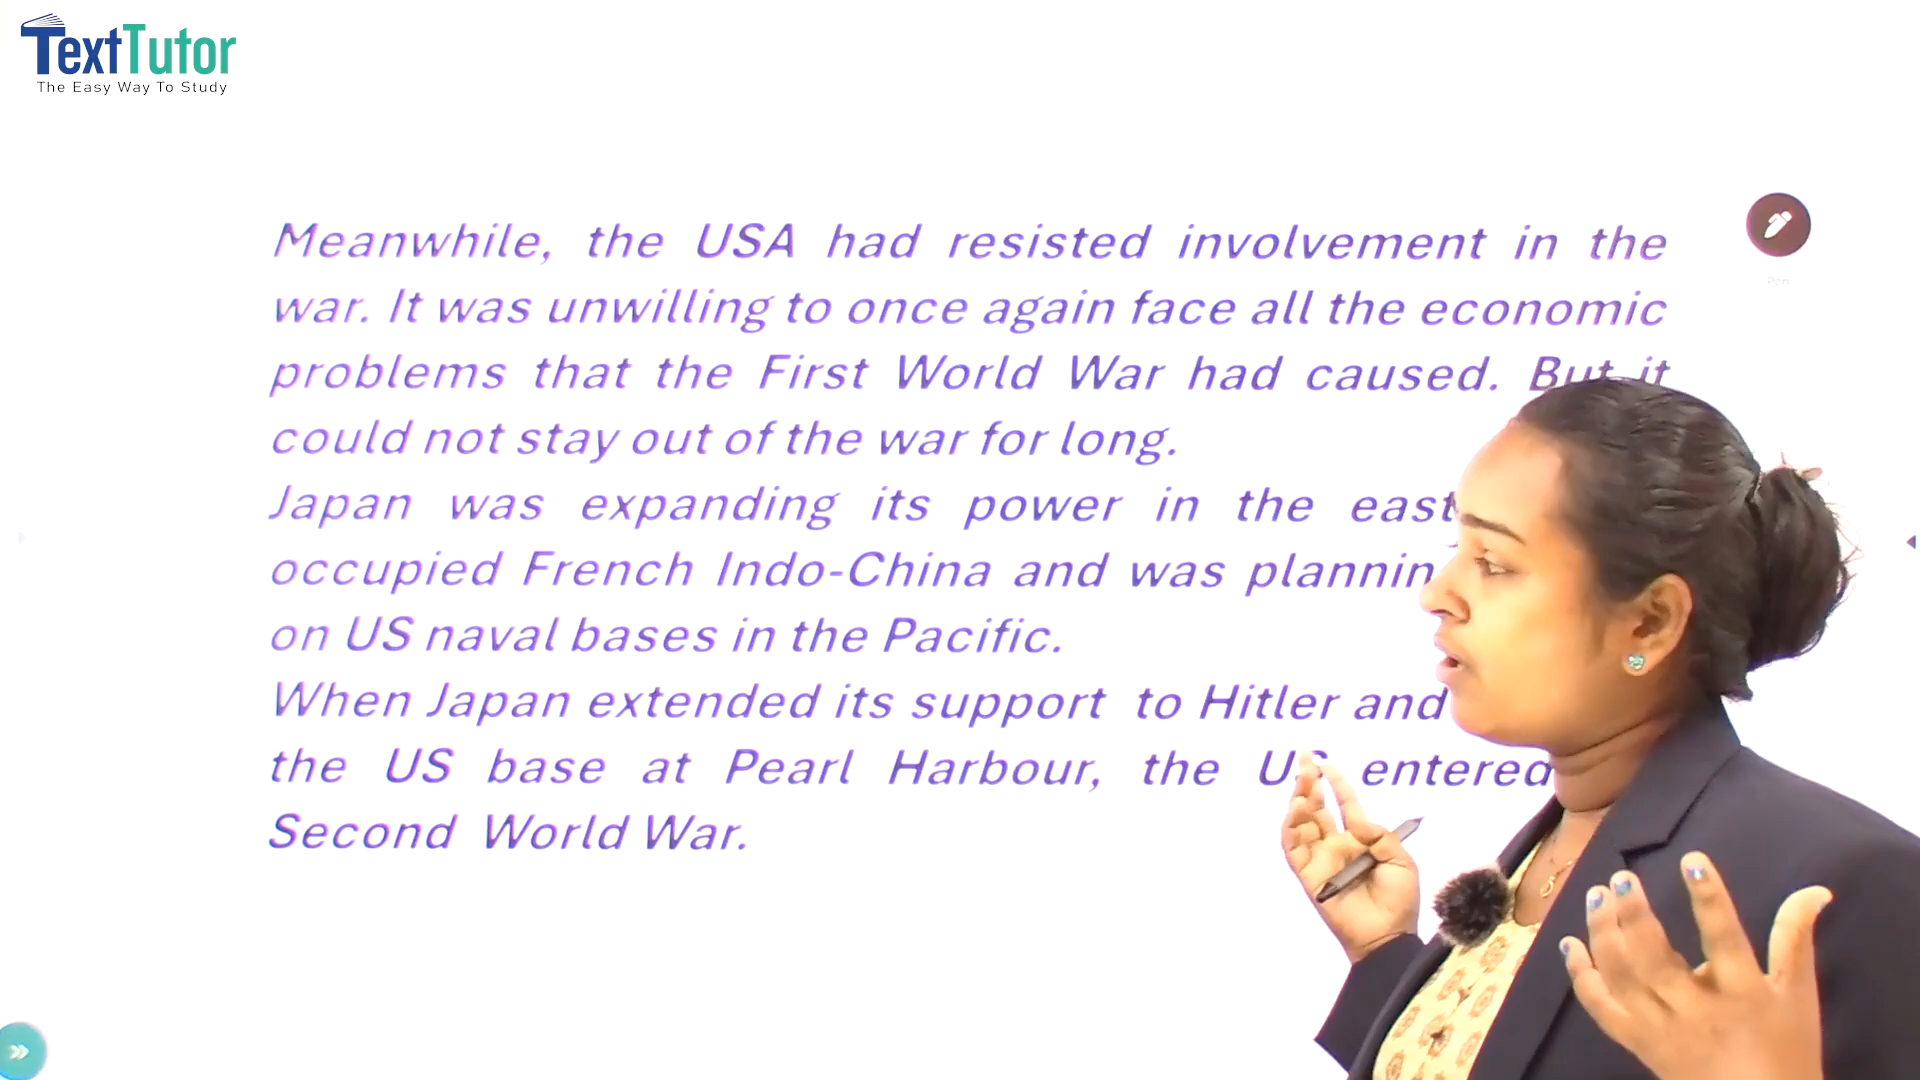 TextTutor
The Easy Way To Study
Meanwhile, the USA had resisted involvement in the
war. It was unwilling to once again face all the economic
problems that the First World War had caused. But it
could not stay out of the war for long.
Japan was expanding its power in the east
occupied French Indo-China and was
on US naval bases in the Pacific.
When Japan extended its support to Hitler and
the US base at Pearl Harbour, the US entered
Second World War.
Pen